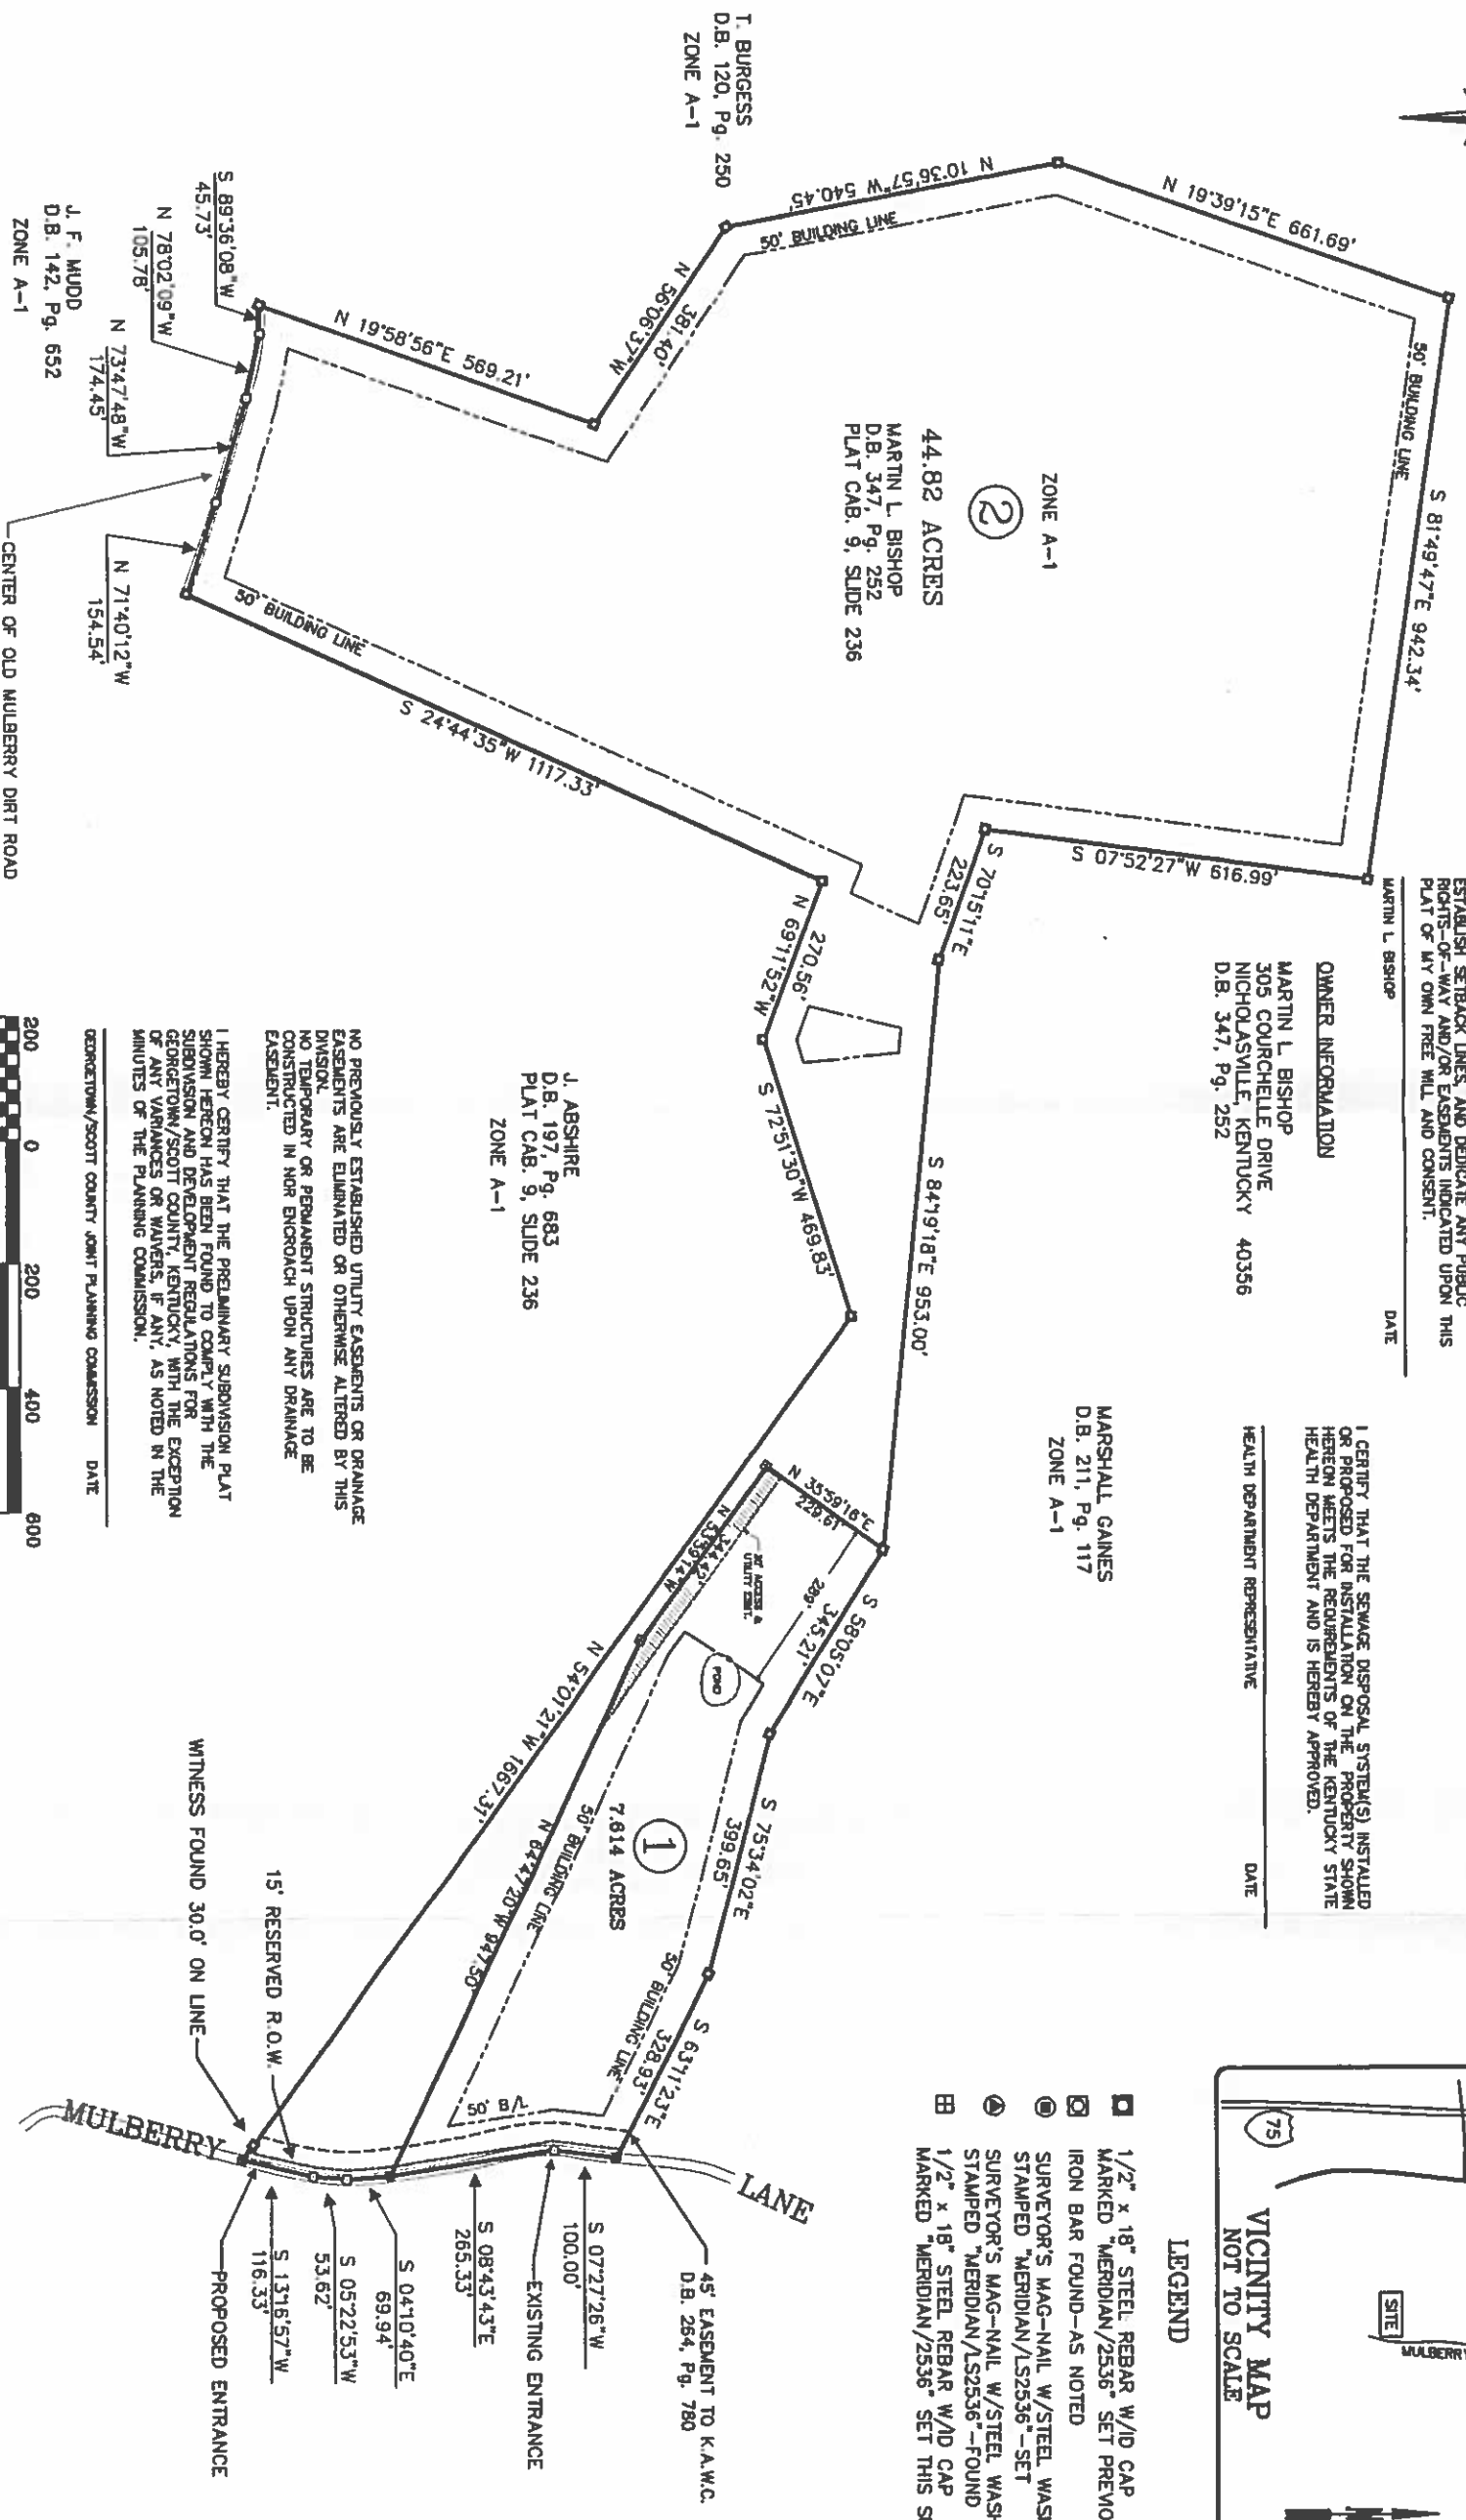 ESTABLISH SETBACK LINES, AND DEDICATE ANY PUBLIC
RIGHTS-OF-WAY AND/OR EASEMENTS INDICATED UPON THIS
PLAT OF MY OWN FREE WILL AND CONSENT.
MARTIN L. BISHOP DATE
OWNER INFORMATION
MARTIN L. BISHOP
305 COURCHELLE DRIVE
NICHOLASVILLE, KENTUCKY 40356
D.B. 347, Pg. 252
I CERTIFY THAT THE SEWAGE DISPOSAL SYSTEM(S) INSTALLED
OR PROPOSED FOR INSTALLATION ON THE PROPERTY SHOWN
HEREON MEETS THE REQUIREMENTS OF THE KENTUCKY STATE
HEALTH DEPARTMENT AND IS HEREBY APPROVED.
HEALTH DEPARTMENT REPRESENTATIVE DATE
SITE
MULBERRY
75
VICINITY MAP
NOT TO SCALE
LEGEND
1/2" x 18" STEEL REBAR W/ID CAP
MARKED "MERIDIAN/2536" SET
IRON BAR FOUND-AS NOTED
SURVEYOR'S MAG-NAIL W/STEEL
STAMPED "MERIDIAN/LS2536"-SET
SURVEYOR'S MAG-NAIL W/STEEL
STAMPED "MERIDIAN/LS2536"-FOUND
1/2" x 18" STEEL REBAR W/ID CAP
MARKED "MERIDIAN/2536" SET THIS
N 19°39'15"E 661.69'
S 81°49'47"E 942.34'
50' BUILDING LINE
S 07°52'27"W 616.99'
N 10°36'57"W 540.45'
50' BUILDING LINE
T. BURGESS
D.B. 120, Pg. 250
ZONE A-1
ZONE A-1
2
44.82 ACRES
MARTIN L. BISHOP
D.B. 347, Pg. 252
PLAT CAB. 9, SLIDE 236
S 70°15'11"E
223.65'
S 84°19'18"E 953.00'
MARSHALL GAINES
D.B. 211, Pg. 117
ZONE A-1
N 56°06'37"W
381.40'
N 19°58'56"E 569.21'
S 24°44'35"W 1117.33'
50' BUILDING LINE
270.56'
N 69°11'52"W
S 72°51'30"W 469.83'
N 35°59'16"E
229.61'
289'
S 58°05'07"E
345.21'
S 75°34'02"E
399.65'
S 63°11'23"E
328.93'
ACCESS &
UTILITY
N 53°59'14"W
344.42'
POND
50' BUILDING LINE
1
7.614 ACRES
50' BUILDING LINE
N 64°47'20"W 947.50'
N 54°01'21"W 1667.31'
50' B/L
S 89°36'08"W
45.73'
N 78°02'09"W
105.78'
N 73°47'48"W
174.45'
N 71°40'12"W
154.54'
J. F. MUDD
D.B. 142, Pg. 652
ZONE A-1
CENTER OF OLD MULBERRY DIRT ROAD
J. ABSHIRE
D.B. 197, Pg. 683
PLAT CAB. 9, SLIDE 236
ZONE A-1
NO PREVIOUSLY ESTABLISHED UTILITY EASEMENTS OR DRAINAGE
EASEMENTS ARE ELIMINATED OR OTHERWISE ALTERED BY THIS
DIVISION.
NO TEMPORARY OR PERMANENT STRUCTURES ARE TO BE
CONSTRUCTED IN NOR ENCROACH UPON ANY DRAINAGE
EASEMENT.
I HEREBY CERTIFY THAT THE PRELIMINARY SUBDIVISION PLAT
SHOWN HEREON HAS BEEN FOUND TO COMPLY WITH THE
SUBDIVISION AND DEVELOPMENT REGULATIONS FOR
GEORGETOWN/SCOTT COUNTY, KENTUCKY, WITH THE EXCEPTION
OF ANY VARIANCES OR WAIVERS, IF ANY, AS NOTED IN THE
MINUTES OF THE PLANNING COMMISSION.
GEORGETOWN/SCOTT COUNTY JOINT PLANNING COMMISSION DATE
200 0 200 400 600
WITNESS FOUND 30.0' ON LINE
15' RESERVED R.O.W.
MULBERRY LANE
45' EASEMENT TO K.A.W.C.
D.B. 264, Pg. 780
S 07°27'26"W
100.00'
EXISTING ENTRANCE
S 08°43'43"E
265.33'
S 04°10'40"E
69.94'
S 05°22'53"W
53.62'
S 13°16'57"W
116.33'
PROPOSED ENTRANCE